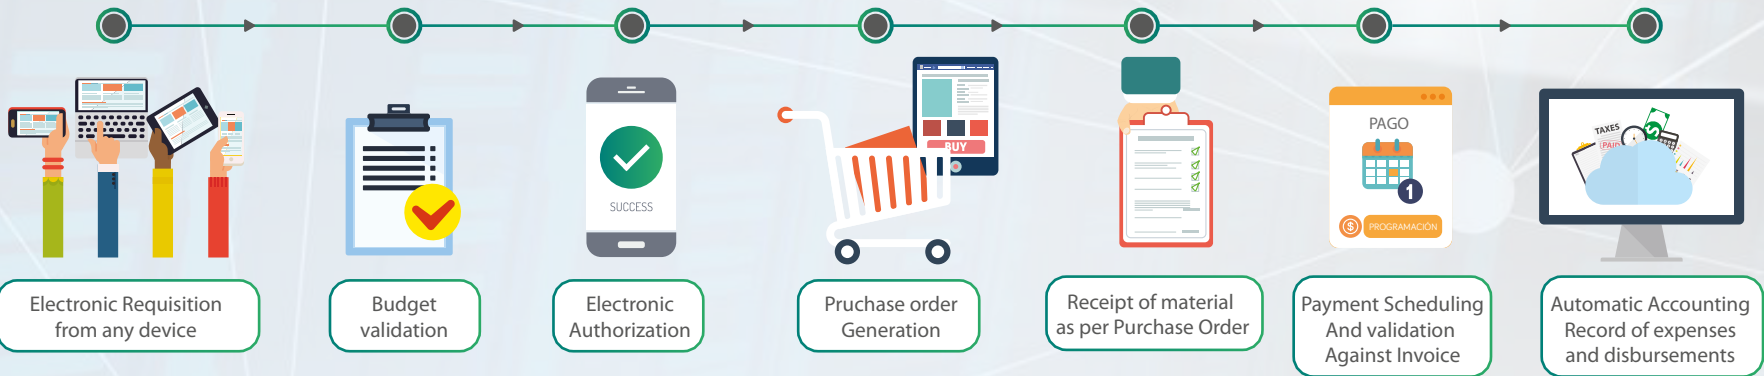 SUCCESS
BUY
PAGO
1
$
PROGRAMACIÓN
TAXES
PAID
$
Electronic Requisition
from any device
Budget
validation
Electronic
Authorization
Pruchase order
Generation
Receipt of material
as per Purchase Order
Payment Scheduling
And validation
Against Invoice
Automatic Accounting
Record of expenses
and disbursements